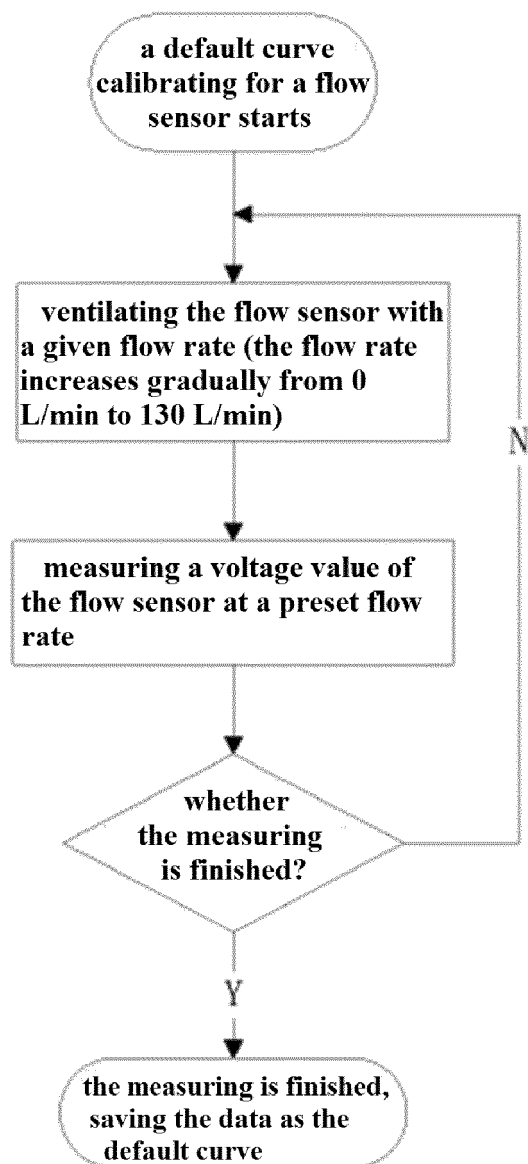 a default curve
calibrating for a flow
sensor starts
ventilating the flow sensor with
a given flow rate (the flow rate
increases gradually from 0
L/min to 130 L/min)
N
measuring a voltage value of
the flow sensor at a preset flow
rate
whether
the measuring
is finished?
Y
the measuring is finished,
saving the data as the
default curve